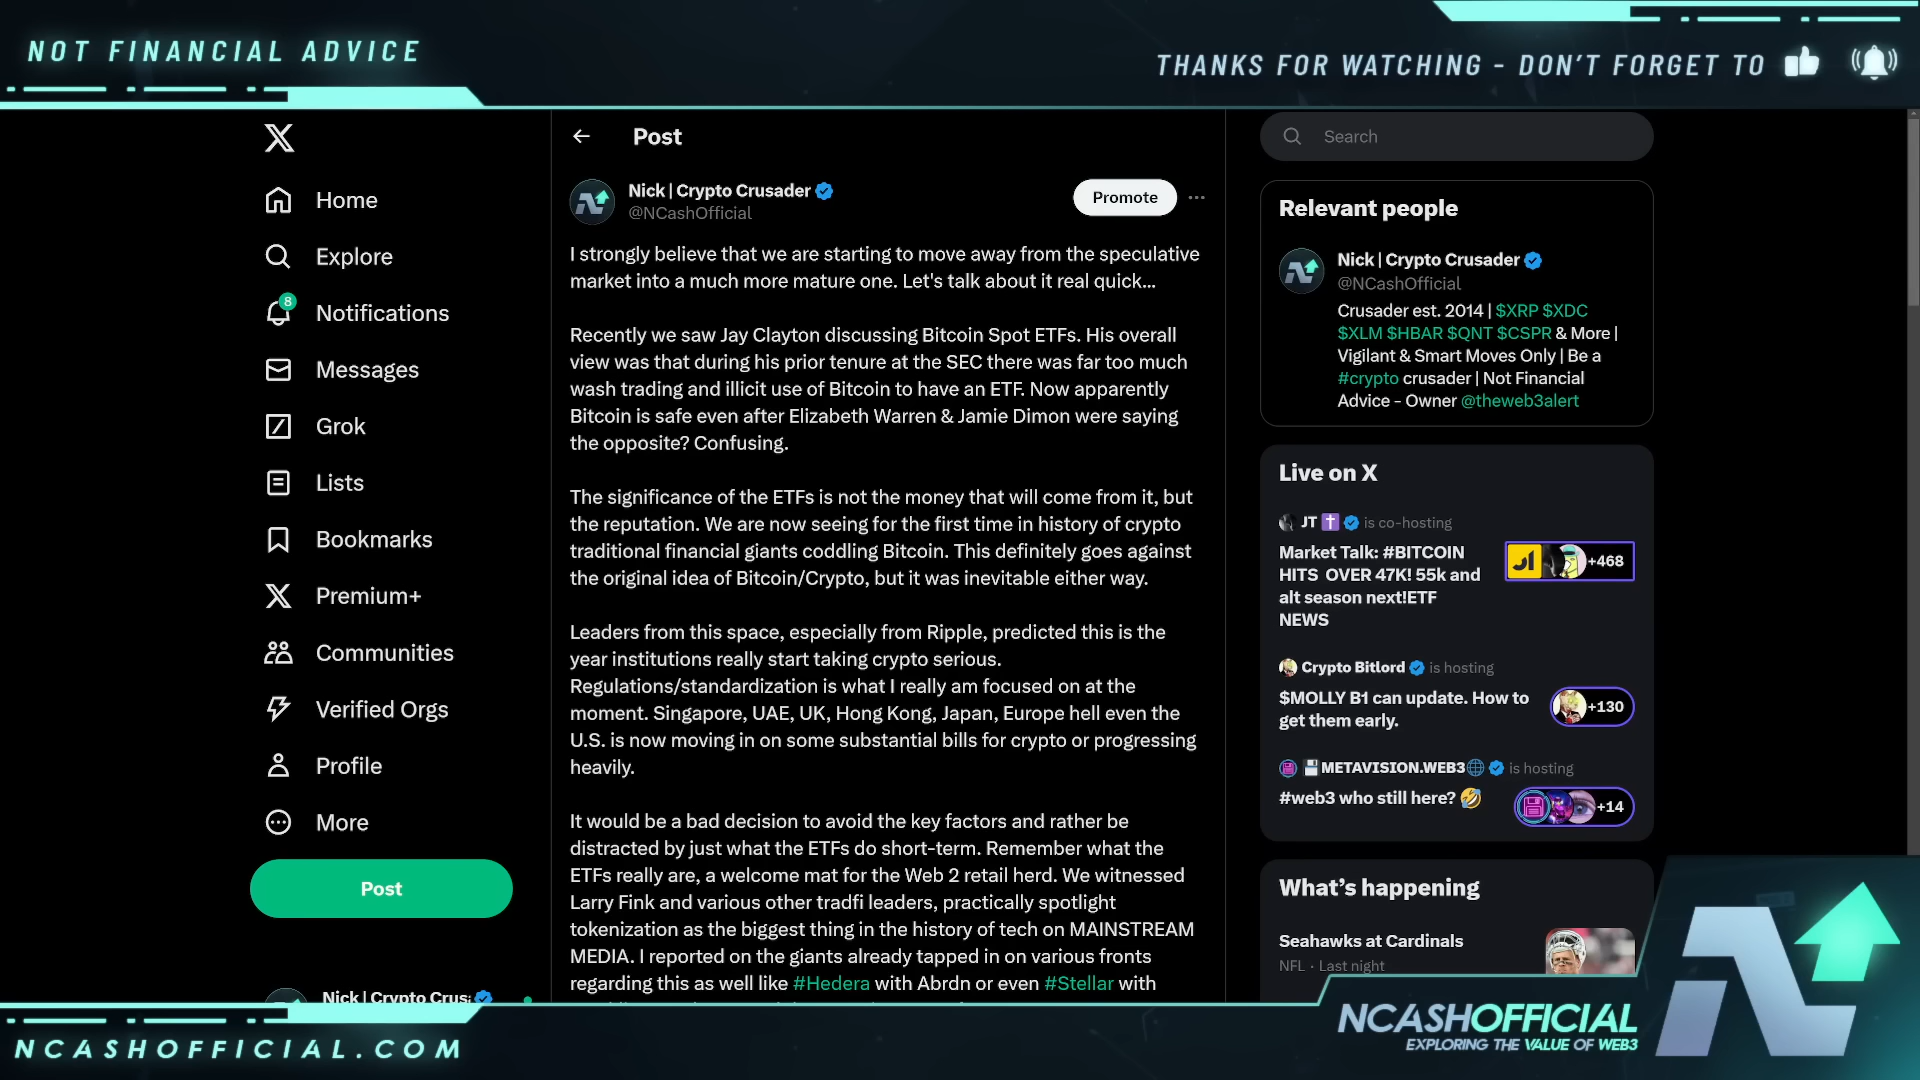 NOT FINANCIAL ADVICE
THANKS FOR WATCHING - DON'T FORGET TO
Home
Explore
8
Notifications
Messages
Grok
Lists
Bookmarks
Premium+
Communities
Verified Orgs
Profile
More
Post
Nick | Crypto Crus
Post
Nick | Crypto Crusader
@NCashOfficial
Promote
I strongly believe that we are starting to move away from the speculative
market into a much more mature one. Let's talk about it real quick...
Recently we saw Jay Clayton discussing Bitcoin Spot ETFs. His overall
view was that during his prior tenure at the SEC there was far too much
wash trading and illicit use of Bitcoin to have an ETF. Now apparently
Bitcoin is safe even after Elizabeth Warren & Jamie Dimon were saying
the opposite? Confusing.
The significance of the ETFs is not the money that will come from it, but
the reputation. We are now seeing for the first time in history of crypto
traditional financial giants coddling Bitcoin. This definitely goes against
the original idea of Bitcoin/Crypto, but it was inevitable either way.
Leaders from this space, especially from Ripple, predicted this is the
year institutions really start taking crypto serious.
Regulations/standardization is what I really am focused on at the
moment. Singapore, UAE, UK, Hong Kong, Japan, Europe hell even the
U.S. is now moving in on some substantial bills for crypto or progressing
heavily.
It would be a bad decision to avoid the key factors and rather be
distracted by just what the ETFs do short-term. Remember what the
ETFs really are, a welcome mat for the Web 2 retail herd. We witnessed
Larry Fink and various other tradfi leaders, practically spotlight
tokenization as the biggest thing in the history of tech on MAINSTREAM
MEDIA. I reported on the giants already tapped in on various fronts
regarding this as well like #Hedera with Abrdn or even #Stellar with
Search
Relevant people
Nick | Crypto Crusader
@NCashOfficial
Crusader est. 2014 | $XRP $XDC
$XLM $HBAR $QNT $CSPR & More |
Vigilant & Smart Moves Only | Be a
#crypto crusader | Not Financial
Advice - Owner @theweb3alert
Live on X
JT is co-hosting
Market Talk: #BITCOIN
HITS OVER 47K! 55k and
alt season next!ETF
NEWS
+468
Crypto Bitlord is hosting
$MOLLY B1 can update. How to
get them early.
+130
METAVISION.WEB3 is hosting
#web3 who still here?
+14
What's happening
Seahawks at Cardinals
NFL · Last night
NCASHOFFICIAL.COM
NCASHOFFICIAL
EXPLORING THE VALUE OF WEB3